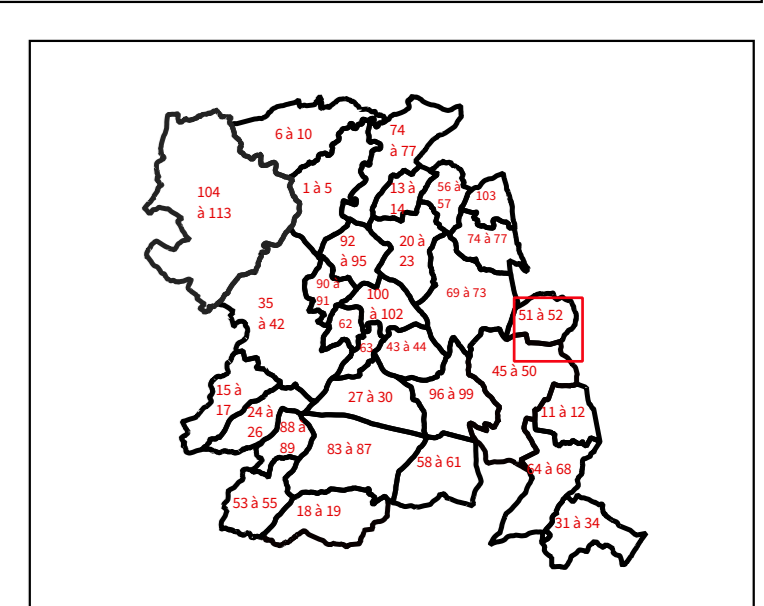 74
à 77
6 à 10
104
à 113
1 à 5
13 à
14
56 à
57
103
92
à 95
20 à
23
74 à 77
90 à
91
100
à 102
69 à 73
35
à 42
62
51 à 52
63
43 à 44
45 à 50
15 à
17
27 à 30
96 à 99
24 à
26
11 à 12
88 à
89
83 à 87
58 à 61
64 à 68
53 à 55
18 à 19
31 à 34